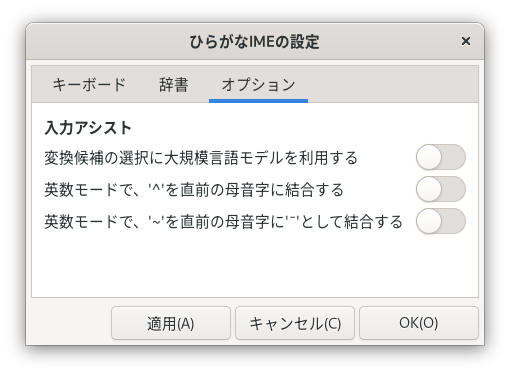 ひらがなIMEの設定
×
キーボード 辞書 オプション
入力アシスト
変換候補の選択に大規模言語モデルを利用する
英数モードで、'^'を直前の母音字に結合する
英数モードで、'~'を直前の母音字に'¯'として結合する
適用(A) キャンセル(C) OK(O)